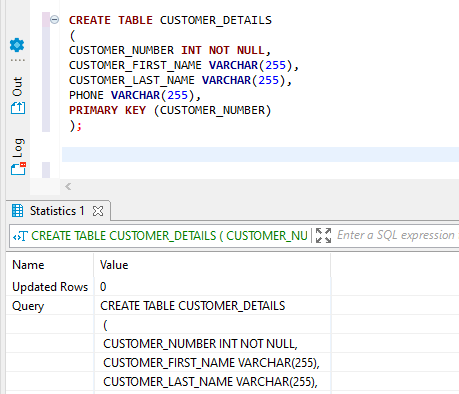 CREATE TABLE CUSTOMER_DETAILS
(
CUSTOMER_NUMBER INT NOT NULL,
CUSTOMER_FIRST_NAME VARCHAR(255),
CUSTOMER_LAST_NAME VARCHAR(255),
PHONE VARCHAR(255),
PRIMARY KEY (CUSTOMER_NUMBER)
);
Out
Log
Statistics 1
CREATE TABLE CUSTOMER_DETAILS ( CUSTOMER_NU Enter a SQL expression
Name Value
Updated Rows 0
Query CREATE TABLE CUSTOMER_DETAILS
(
CUSTOMER_NUMBER INT NOT NULL,
CUSTOMER_FIRST_NAME VARCHAR(255),
CUSTOMER_LAST_NAME VARCHAR(255),